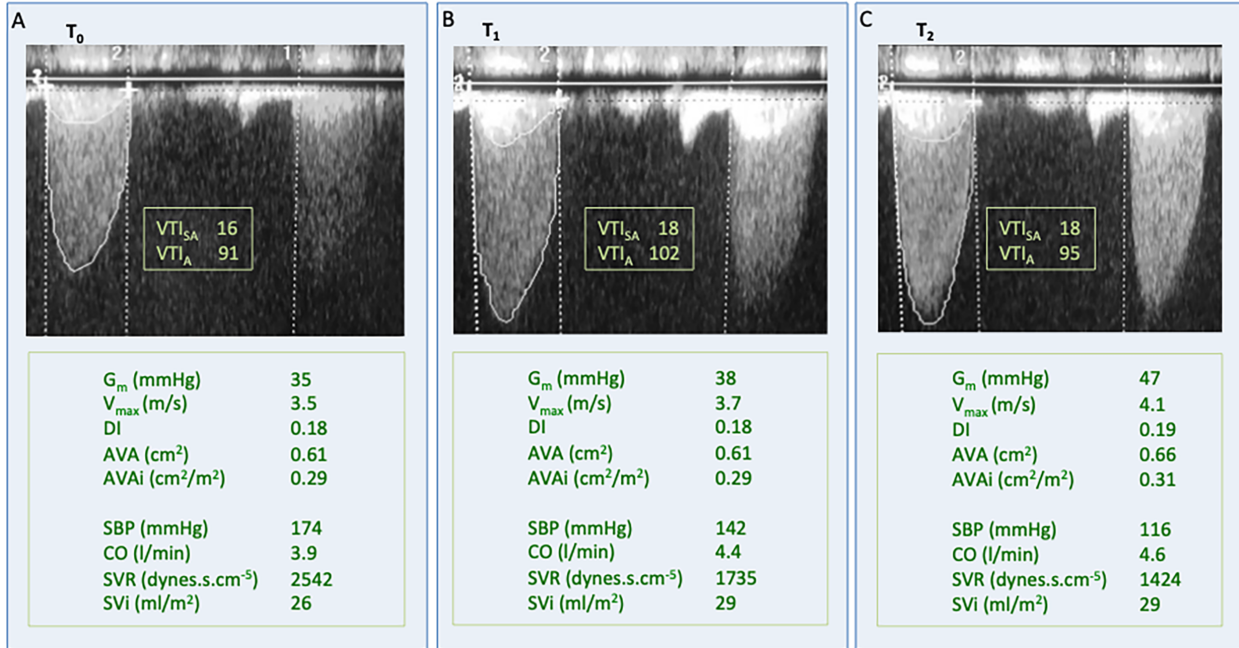 A
T0
2
1
VTISA 16
VTIA 91
Gm (mmHg) 35
Vmax (m/s) 3.5
DI 0.18
AVA (cm²) 0.61
AVAi (cm²/m²) 0.29
SBP (mmHg) 174
CO (l/min) 3.9
SVR (dynes.s.cm⁻⁵) 2542
SVi (ml/m²) 26
B
T1
2
1
VTISA 18
VTIA 102
Gm (mmHg) 38
Vmax (m/s) 3.7
DI 0.18
AVA (cm²) 0.61
AVAi (cm²/m²) 0.29
SBP (mmHg) 142
CO (l/min) 4.4
SVR (dynes.s.cm⁻⁵) 1735
SVi (ml/m²) 29
C
T2
2
1
VTISA 18
VTIA 95
Gm (mmHg) 47
Vmax (m/s) 4.1
DI 0.19
AVA (cm²) 0.66
AVAi (cm²/m²) 0.31
SBP (mmHg) 116
CO (l/min) 4.6
SVR (dynes.s.cm⁻⁵) 1424
SVi (ml/m²) 29